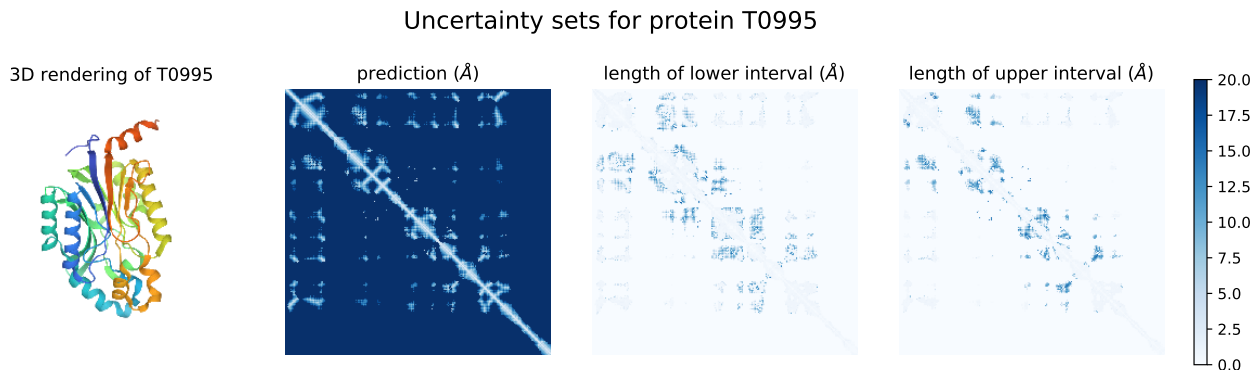 Uncertainty sets for protein T0995
3D rendering of T0995
prediction (Å)
length of lower interval (Å)
length of upper interval (Å)
20.0
17.5
15.0
12.5
10.0
7.5
5.0
2.5
0.0